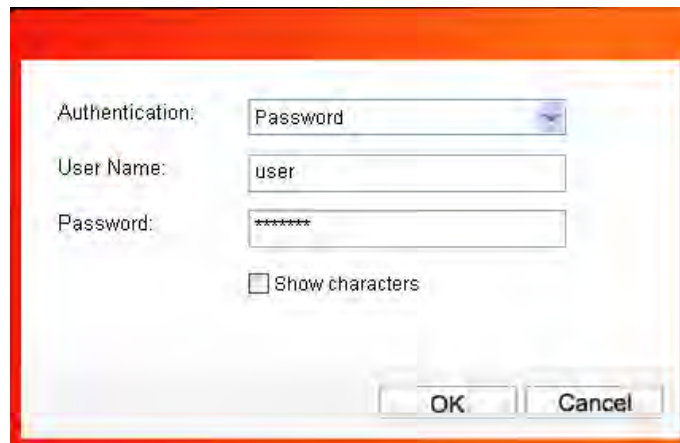 Authentication: Password
User Name: user
Password: *******
Show characters
OK Cancel